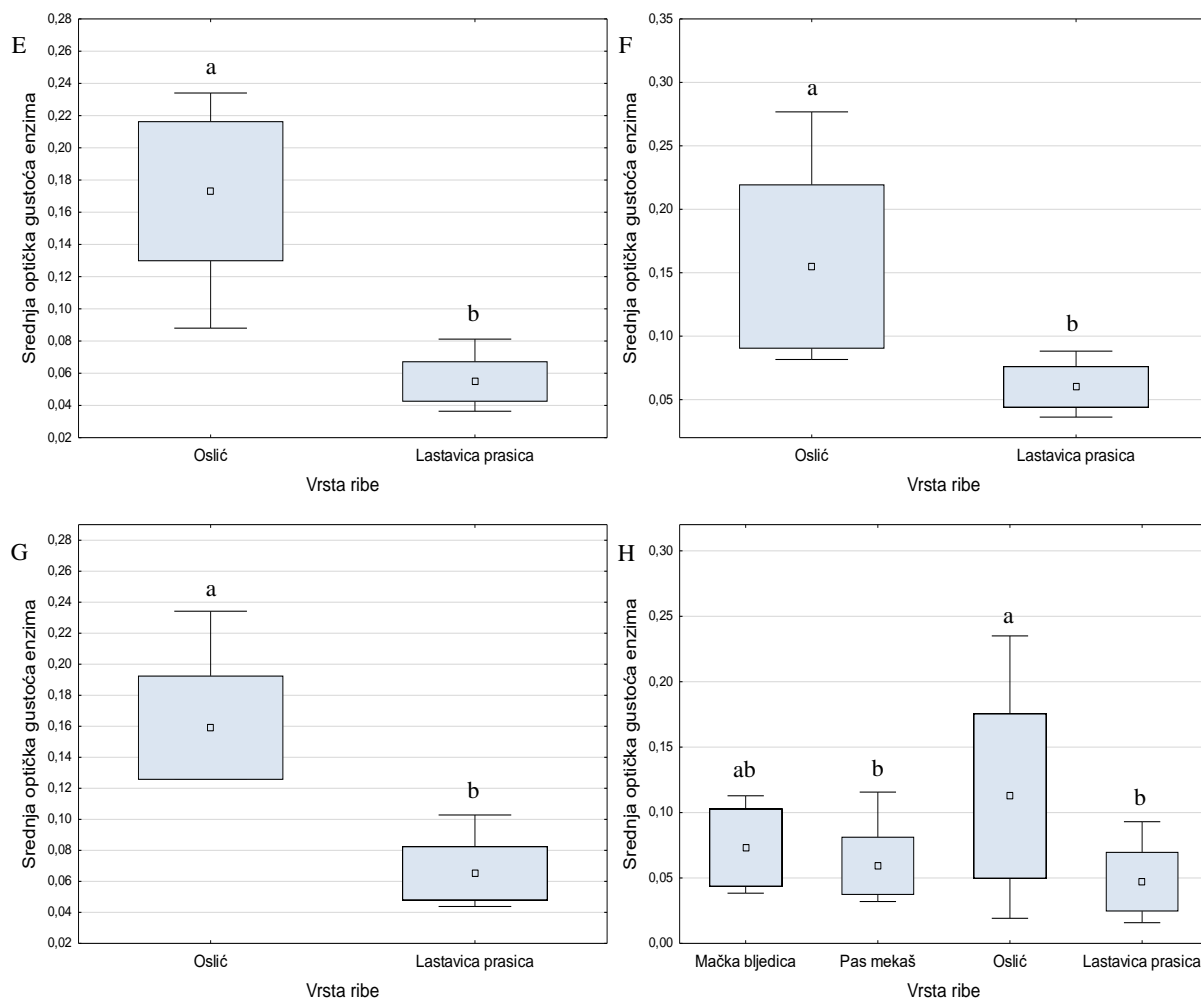 E
Srednja optička gustoća enzima
0,28
0,26
0,24
0,22
0,20
0,18
0,16
0,14
0,12
0,10
0,08
0,06
0,04
0,02
a
b
Oslić Lastavica prasica
Vrsta ribe
F
Srednja optička gustoća enzima
0,35
0,30
0,25
0,20
0,15
0,10
0,05
a
b
Oslić Lastavica prasica
Vrsta ribe
G
Srednja optička gustoća enzima
0,28
0,26
0,24
0,22
0,20
0,18
0,16
0,14
0,12
0,10
0,08
0,06
0,04
0,02
a
b
Oslić Lastavica prasica
Vrsta ribe
H
Srednja optička gustoća enzima
0,30
0,25
0,20
0,15
0,10
0,05
0,00
ab
b
a
b
Mačka bljedica Pas mekaš Oslić Lastavica prasica
Vrsta ribe